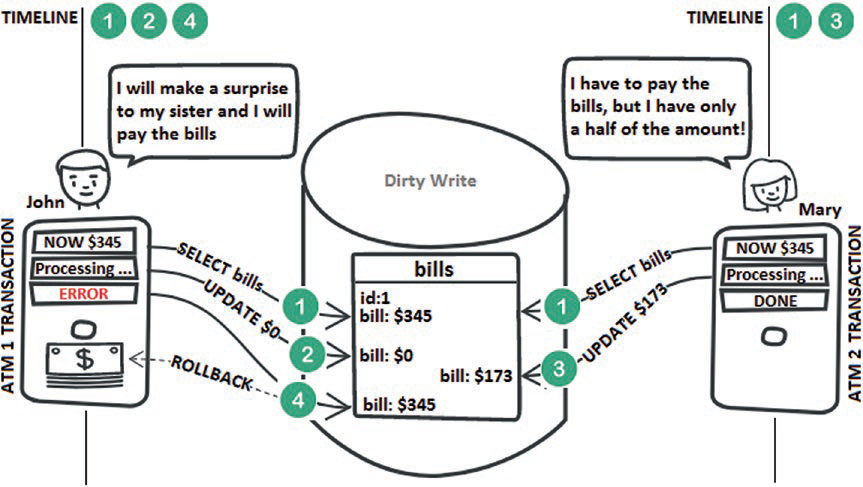 TIMELINE 1 2 4
TIMELINE 1 3
I will make a surprise
to my sister and I will
pay the bills
I have to pay the
bills, but I have only
a half of the amount!
Dirty Write
John
Mary
ATM 1 TRANSACTION
NOW $345
Processing ...
ERROR
$
SELECT bills
UPDATE $0
ROLLBACK
1
2
4
bills
id:1
bill: $345
bill: $0
bill: $173
bill: $345
1
3
SELECT bills
UPDATE $173
NOW $345
Processing ...
DONE
ATM 2 TRANSACTION